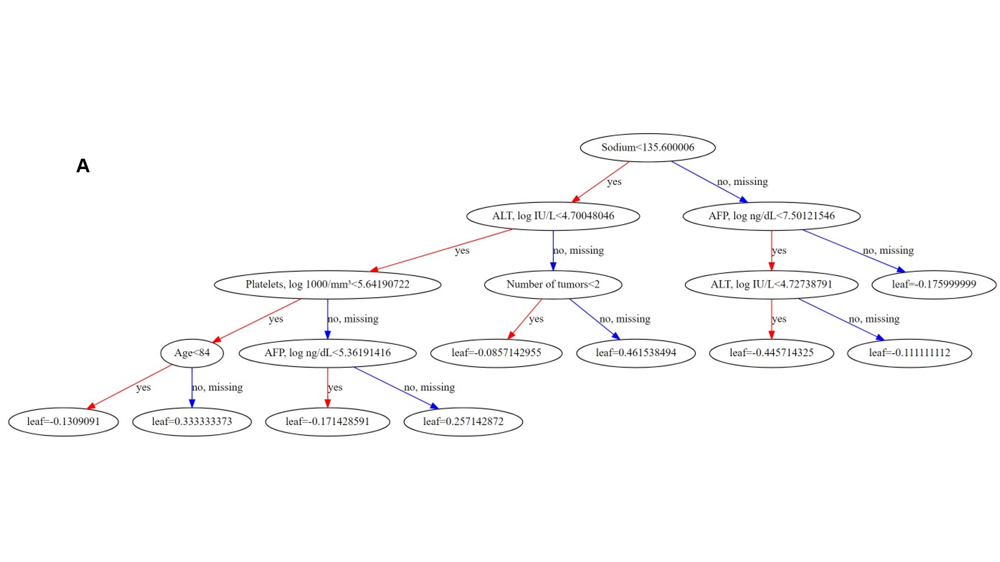 Sodium<135.600006
A
yes
no, missing
ALT, log IU/L<4.70048046
AFP, log ng/dL<7.50121546
yes
no, missing
yes
no, missing
Platelets, log 1000/mm³<5.64190722
Number of tumors<2
ALT, log IU/L<4.72738791
leaf=-0.175999999
yes
no, missing
yes
no, missing
yes
no, missing
Age<84
AFP, log ng/dL<5.36191416
leaf=-0.0857142955
leaf=0.461538494
leaf=-0.445714325
leaf=-0.111111112
yes
no, missing
yes
no, missing
leaf=-0.1309091
leaf=0.333333373
leaf=-0.171428591
leaf=0.257142872